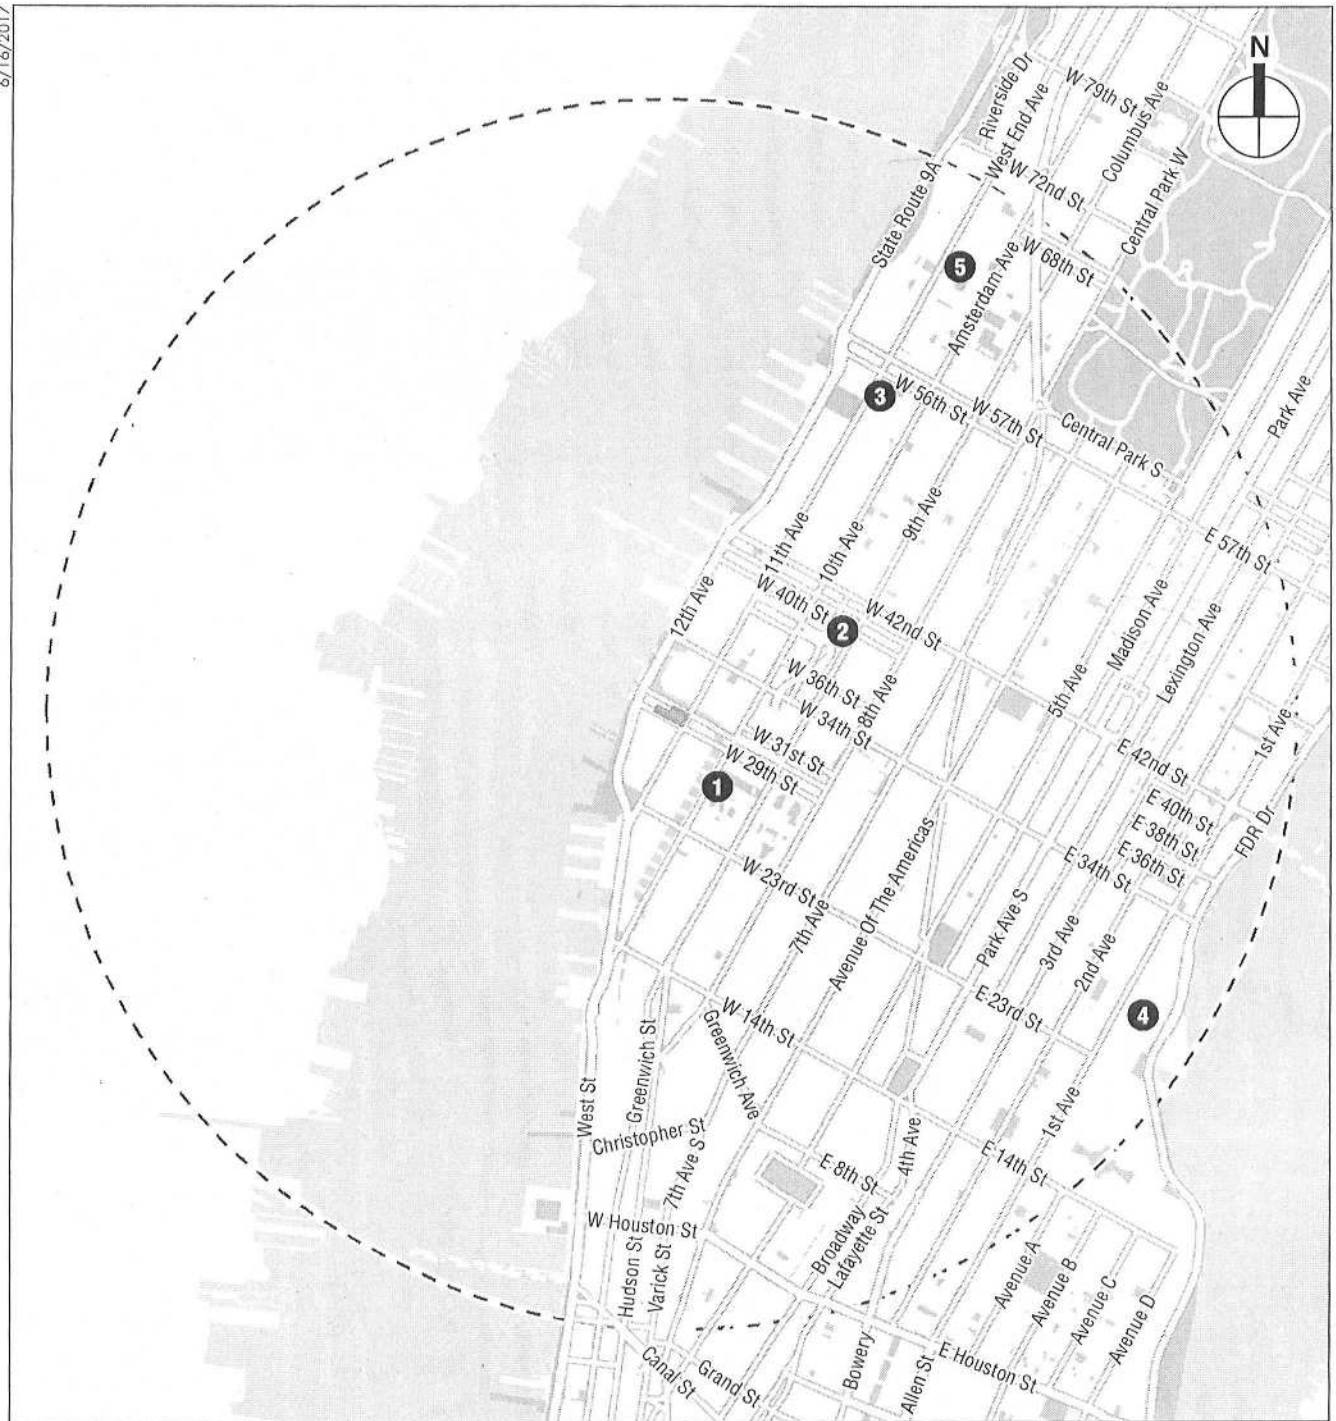 6/16/2017
N
Riverside Dr
W 79th St
West End Ave
Columbus Ave
W 72nd St
Central Park W
State Route 9A
W 68th St
5
Amsterdam Ave
3
W 56th St
W 57th St
Central Park S
Park Ave
11th Ave
10th Ave
9th Ave
E 57th St
12th Ave
W 40th St
2
W 42nd St
Madison Ave
Lexington Ave
W 36th St
8th Ave
5th Ave
W 34th St
1st Ave
W 31st St
W 29th St
E 42nd St
1
E 40th St
E 38th St
E 36th St
FDR Dr
E 34th St
W 23rd St
7th Ave
Avenue Of The Americas
Park Ave S
3rd Ave
2nd Ave
E 23rd St
4
W 14th St
Greenwich St
Greenwich Ave
West St
Christopher St
7th Ave S
1st Ave
4th Ave
E 14th St
E 8th St
W Houston St
Hudson St
Varick St
Broadway
Lafayette St
Avenue A
Avenue B
Avenue C
Avenue D
Canal St
Grand St
Bowery
Allen St
E Houston St